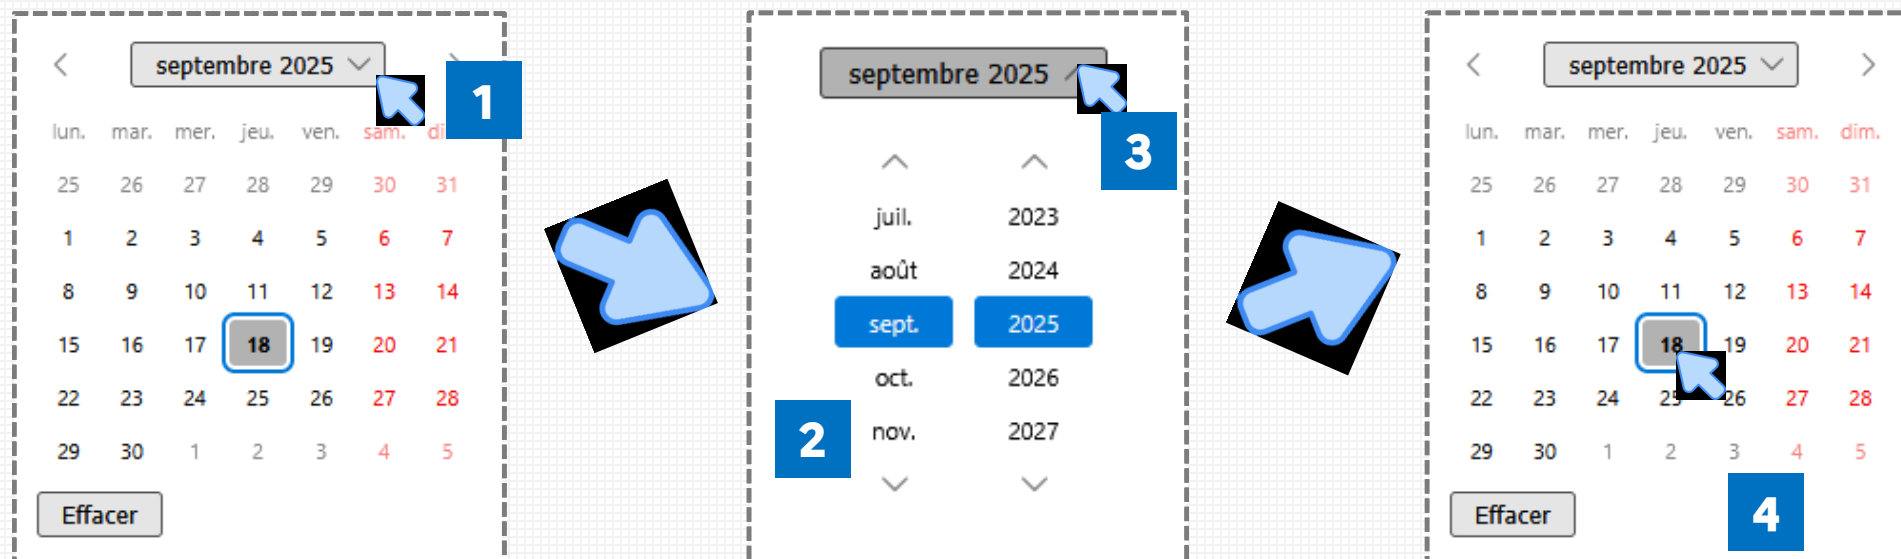 septembre 2025
1
lun. mar. mer. jeu. ven. sam. di
25 26 27 28 29 30 31
1 2 3 4 5 6 7
8 9 10 11 12 13 14
15 16 17 18 19 20 21
22 23 24 25 26 27 28
29 30 1 2 3 4 5
Effacer
septembre 2025
3
juil. 2023
août 2024
sept. 2025
oct. 2026
nov. 2027
2
septembre 2025
lun. mar. mer. jeu. ven. sam. dim.
25 26 27 28 29 30 31
1 2 3 4 5 6 7
8 9 10 11 12 13 14
15 16 17 18 19 20 21
22 23 24 25 26 27 28
29 30 1 2 3 4 5
Effacer
4